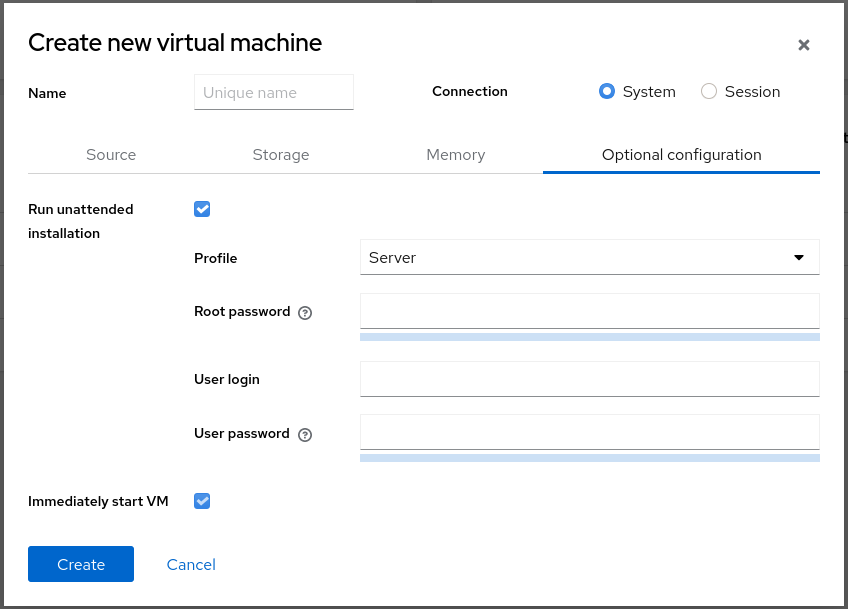 Create new virtual machine
Name
Unique name
Connection
System
Session
Source
Storage
Memory
Optional configuration
Run unattended
installation
Profile
Server
Root password
User login
User password
Immediately start VM
Create
Cancel